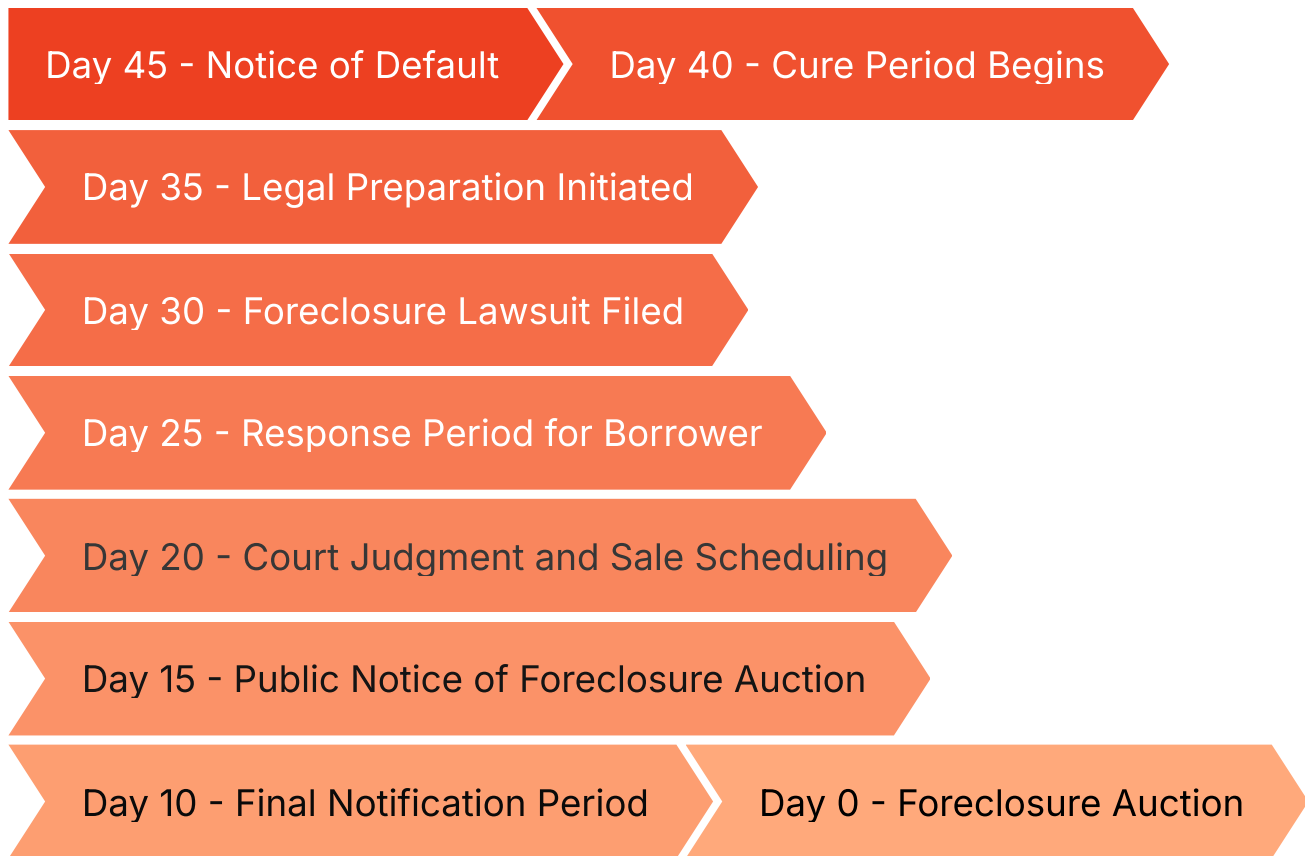 Day 45 - Notice of Default
Day 40 - Cure Period Begins
Day 35 - Legal Preparation Initiated
Day 30 - Foreclosure Lawsuit Filed
Day 25 - Response Period for Borrower
Day 20 - Court Judgment and Sale Scheduling
Day 15 - Public Notice of Foreclosure Auction
Day 10 - Final Notification Period
Day 0 - Foreclosure Auction